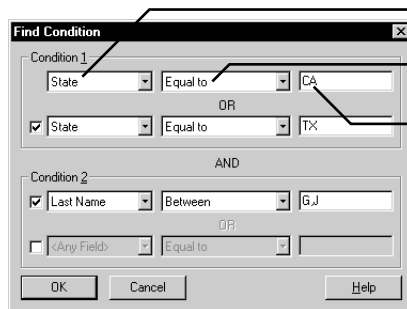 Find Condition
Condition 1
State Equal to CA
OR
State Equal to TX
AND
Condition 2
Last Name Between G,J
OR
<Any Field> Equal to
OK Cancel Help